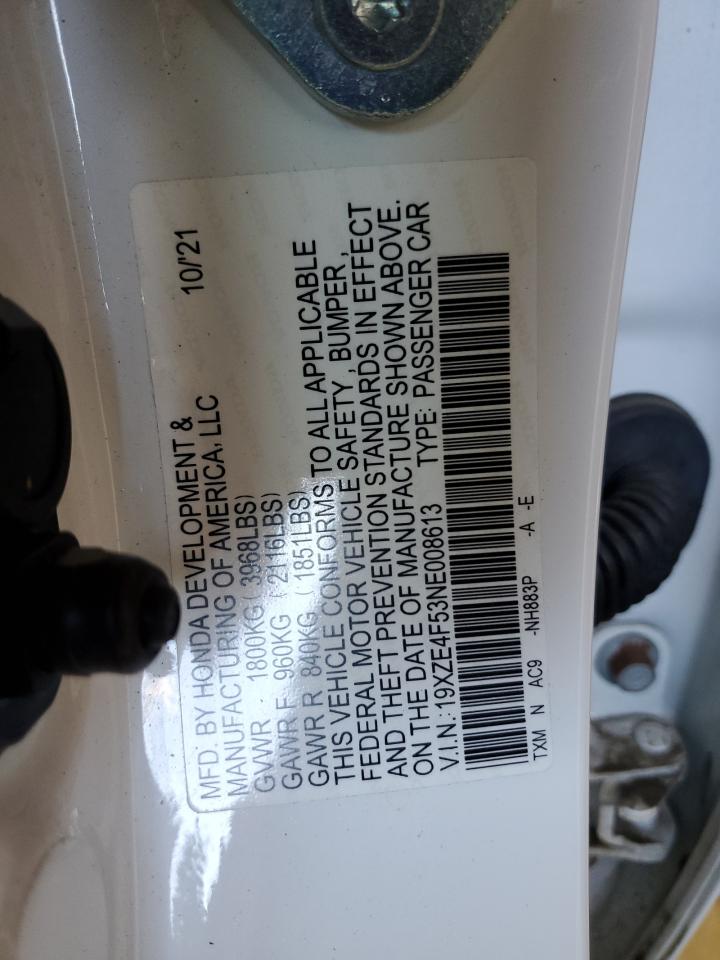 MFD. BY HONDA DEVELOPMENT & 10/'21
MANUFACTURING OF AMERICA, LLC
GVWR 1800KG (3968LBS)
GAWR F 960KG (2116LBS)
GAWR R 840KG (1851LBS)
THIS VEHICLE CONFORMS TO ALL APPLICABLE
FEDERAL MOTOR VEHICLE SAFETY, BUMPER,
AND THEFT PREVENTION STANDARDS IN EFFECT
ON THE DATE OF MANUFACTURE SHOWN ABOVE.
V.I.N.: 19XZE4F53NE008613 TYPE: PASSENGER CAR
TXM N AC9 -NH883P -A -E